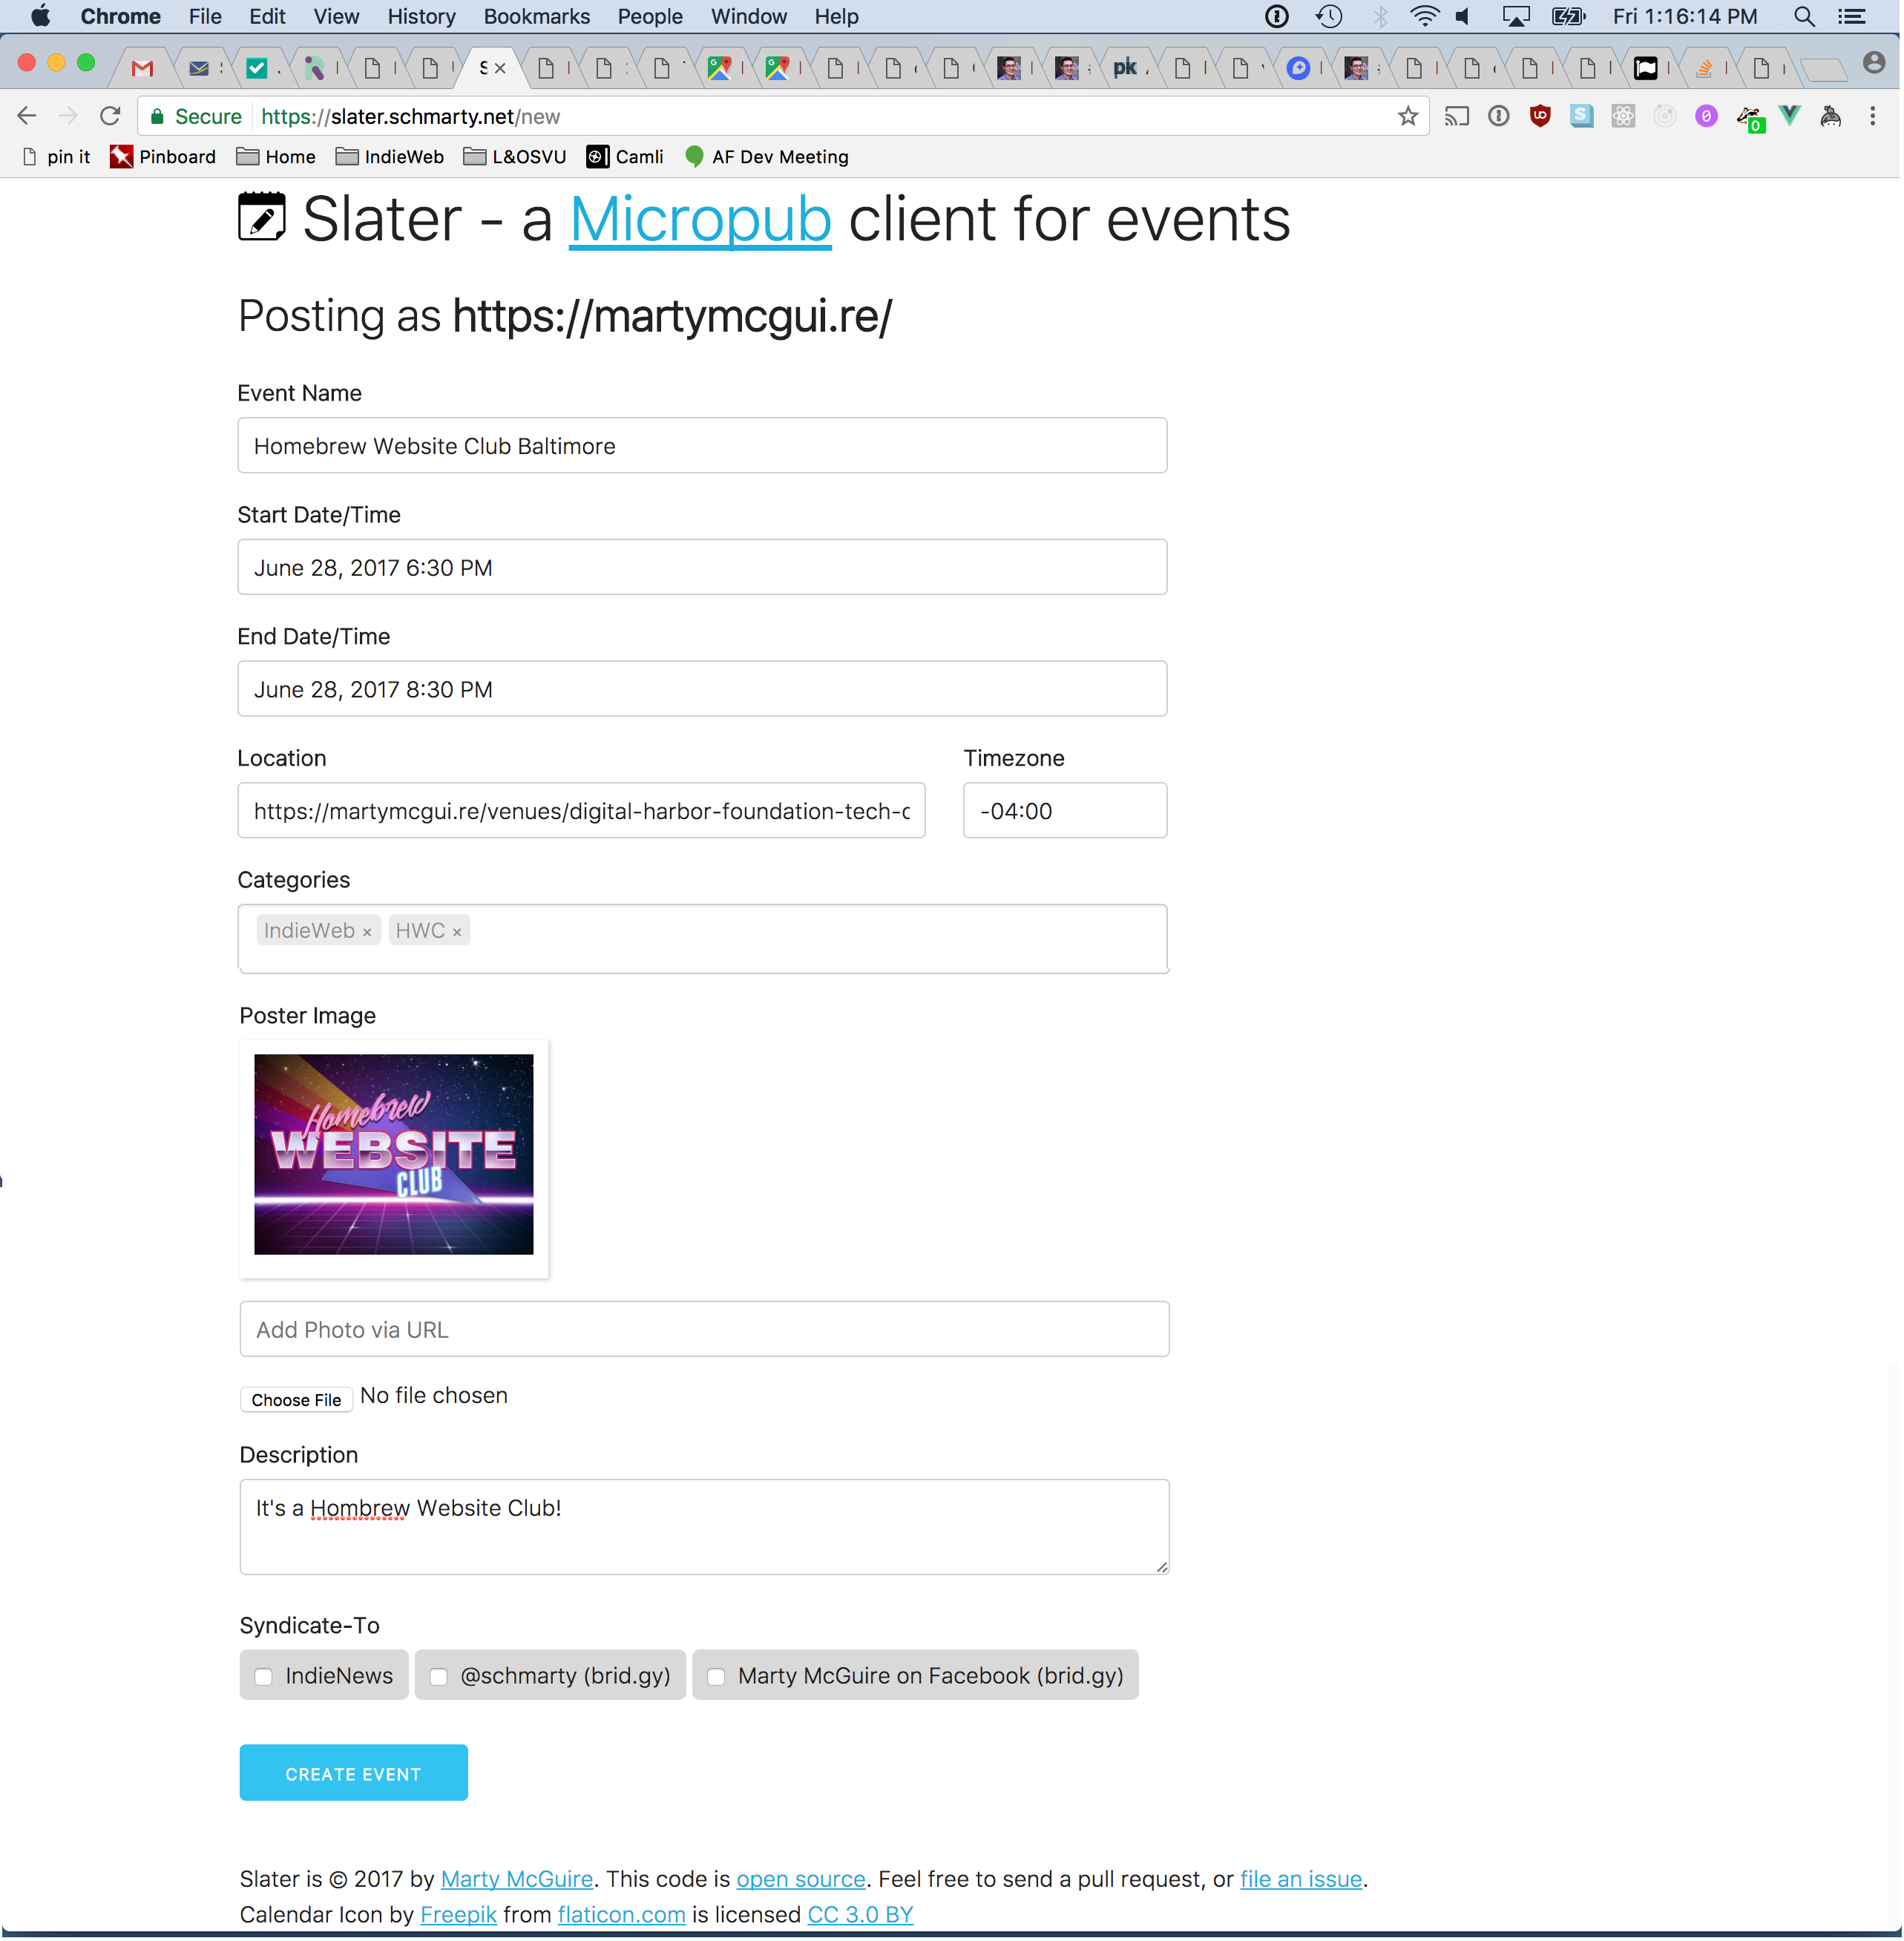 Chrome File Edit View History Bookmarks People Window Help Fri 1:16:14 PM
pk
Secure https://slater.schmarty.net/new
pin it Pinboard Home IndieWeb L&OSVU Camli AF Dev Meeting
Slater - a Micropub client for events
Posting as https://martymcgui.re/
Event Name
Homebrew Website Club Baltimore
Start Date/Time
June 28, 2017 6:30 PM
End Date/Time
June 28, 2017 8:30 PM
Location Timezone
https://martymcgui.re/venues/digital-harbor-foundation-tech-c -04:00
Categories
IndieWeb × HWC ×
Poster Image
Homebrew
WEBSITE
CLUB
Add Photo via URL
Choose File No file chosen
Description
It's a Hombrew Website Club!
Syndicate-To
IndieNews @schmarty (brid.gy) Marty McGuire on Facebook (brid.gy)
CREATE EVENT
Slater is © 2017 by Marty McGuire. This code is open source. Feel free to send a pull request, or file an issue.
Calendar Icon by Freepik from flaticon.com is licensed CC 3.0 BY